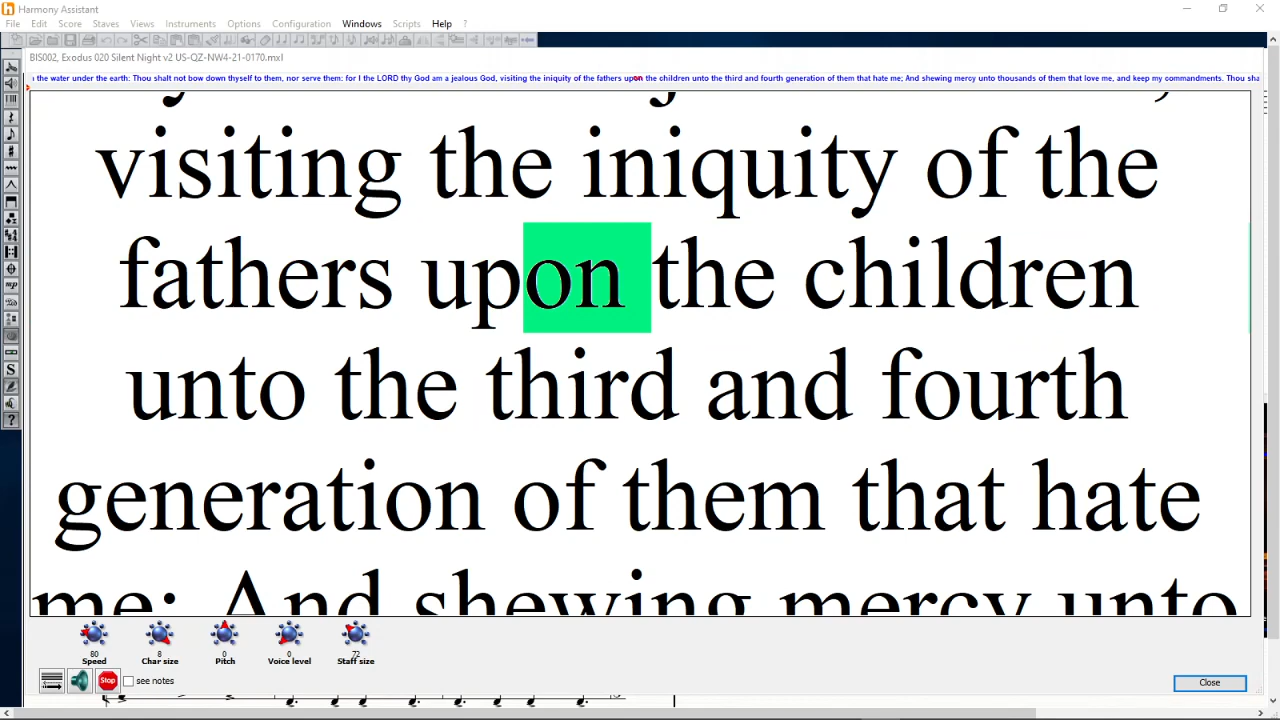 Harmony Assistant
File Edit Score Staves Views Instruments Options Configuration Windows Scripts Help ?
BIS002, Exodus 020 Silent Night v2 US-QZ-NW4-21-0170.mxl
the water under the earth: Thou shalt not bow down thyself to them, nor serve them: for I the LORD thy God am a jealous God, visiting the iniquity of the fathers upon the children unto the third and fourth generation of them that hate me; And shewing mercy unto thousands of them that love me, and keep my commandments. Thou sha
visiting the iniquity of the
fathers upon the children
unto the third and fourth
generation of them that hate
me; And shewing mercy unto
80 8 0 0 72
Speed Char size Pitch Voice level Staff size
Stop see notes Close